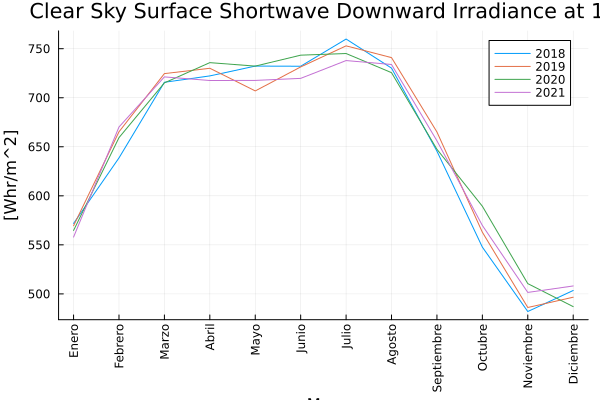 Clear Sky Surface Shortwave Downward Irradiance at 1
750
700
650
600
550
500
[Whr/m^2]
2018
2019
2020
2021
Enero
Febrero
Marzo
Abril
Mayo
Junio
Julio
Agosto
Septiembre
Octubre
Noviembre
Diciembre